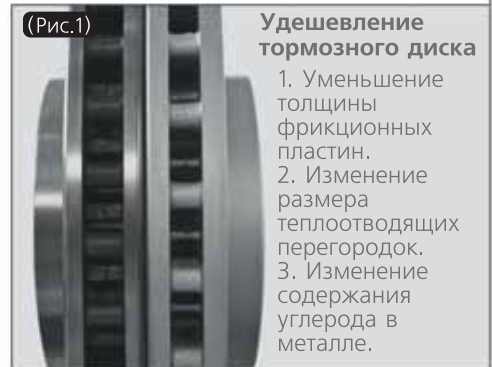 (Рис.1)
Удешевление
тормозного диска
1. Уменьшение
толщины
фрикционных
пластин.
2. Изменение
размера
теплоотводящих
перегородок.
3. Изменение
содержания
углерода в
металле.